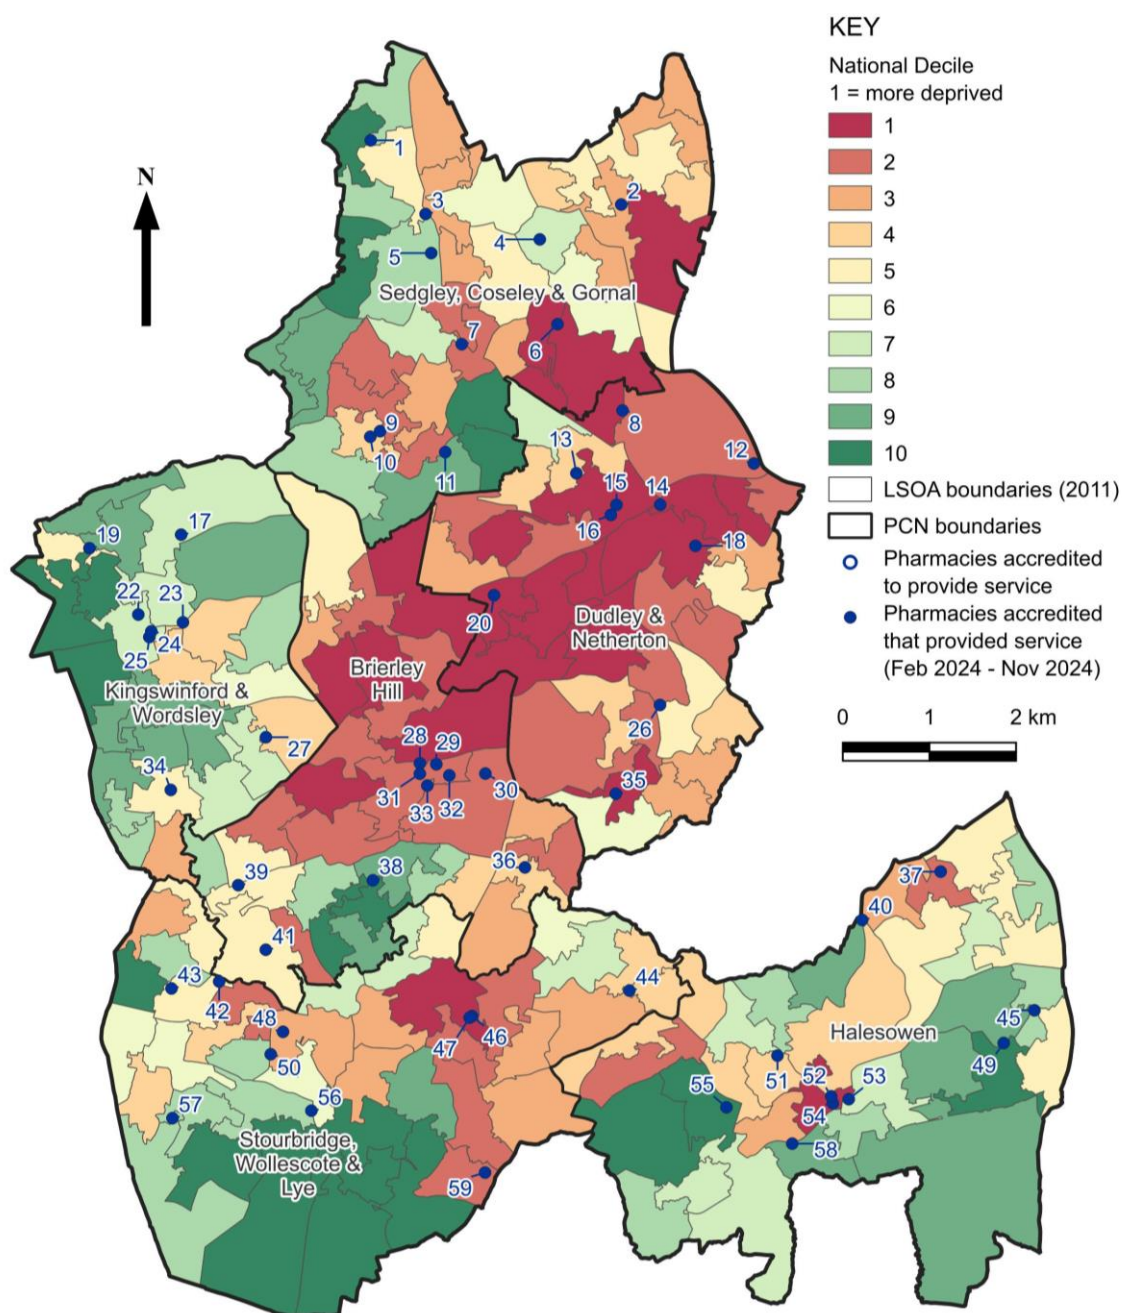 KEY
National Decile
1 = more deprived
1
2
3
4
5
6
7
8
9
10
LSOA boundaries (2011)
PCN boundaries
Pharmacies accredited
to provide service
Pharmacies accredited
that provided service
(Feb 2024 - Nov 2024)
0 1 2 km
N
1
2
3
4
5
Sedgley, Coseley & Gornal
7
6
8
9
10
11
12
13
15
14
16
17
18
19
20
22
23
24
25
Dudley &
Netherton
Brierley
Hill
Kingswinford &
Wordsley
26
27
28
29
30
31
32
33
34
35
36
37
38
39
40
41
42
43
44
45
Halesowen
46
47
48
49
50
51
52
53
54
55
56
57
58
Stourbridge,
Wollescote &
Lye
59